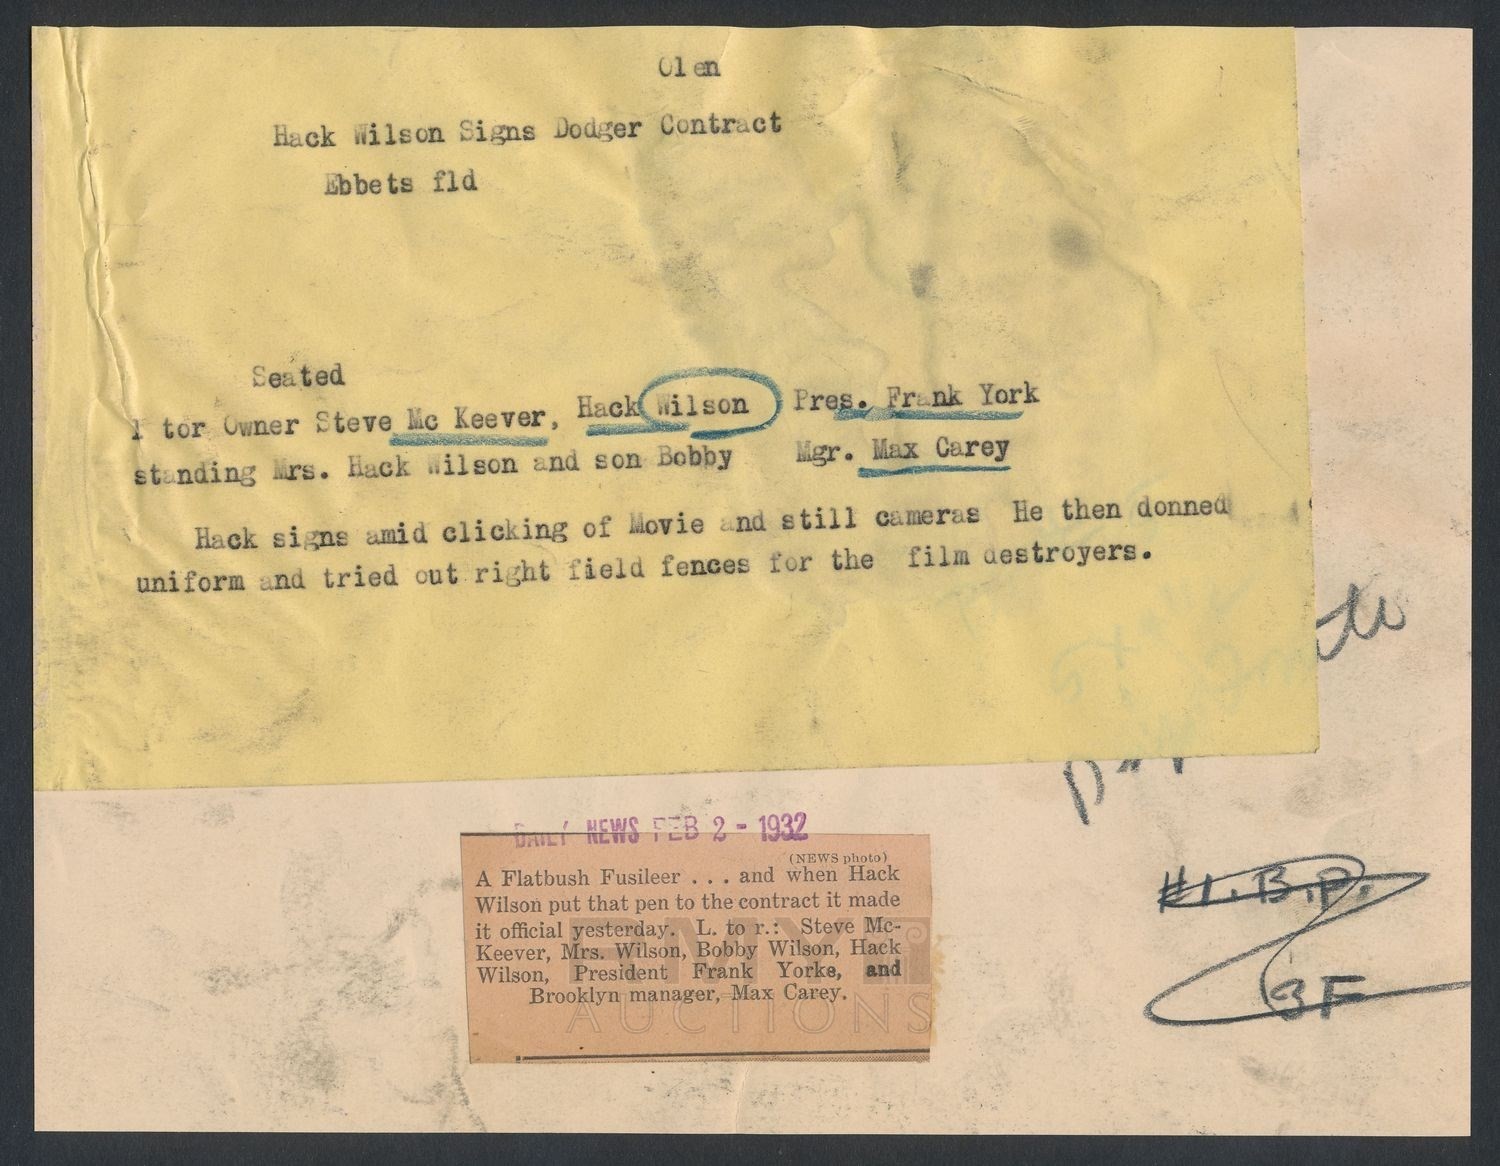 Olen
Hack Wilson Signs Dodger Contract
Ebbets fld
Seated
l tor Owner Steve Mc Keever, Hack Wilson Pres. Frank York
standing Mrs. Hack Wilson and son Bobby Mgr. Max Carey
Hack signs amid clicking of Movie and still cameras He then donned
uniform and tried out right field fences for the film destroyers.
DAILY NEWS FEB 2 - 1932
(NEWS photo)
A Flatbush Fusileer . . . and when Hack
Wilson put that pen to the contract it made
it official yesterday. L. to r.: Steve Mc-
Keever, Mrs. Wilson, Bobby Wilson, Hack
Wilson, President Frank Yorke, and
Brooklyn manager, Max Carey.
AUCTIONS
H.B.P.
BF